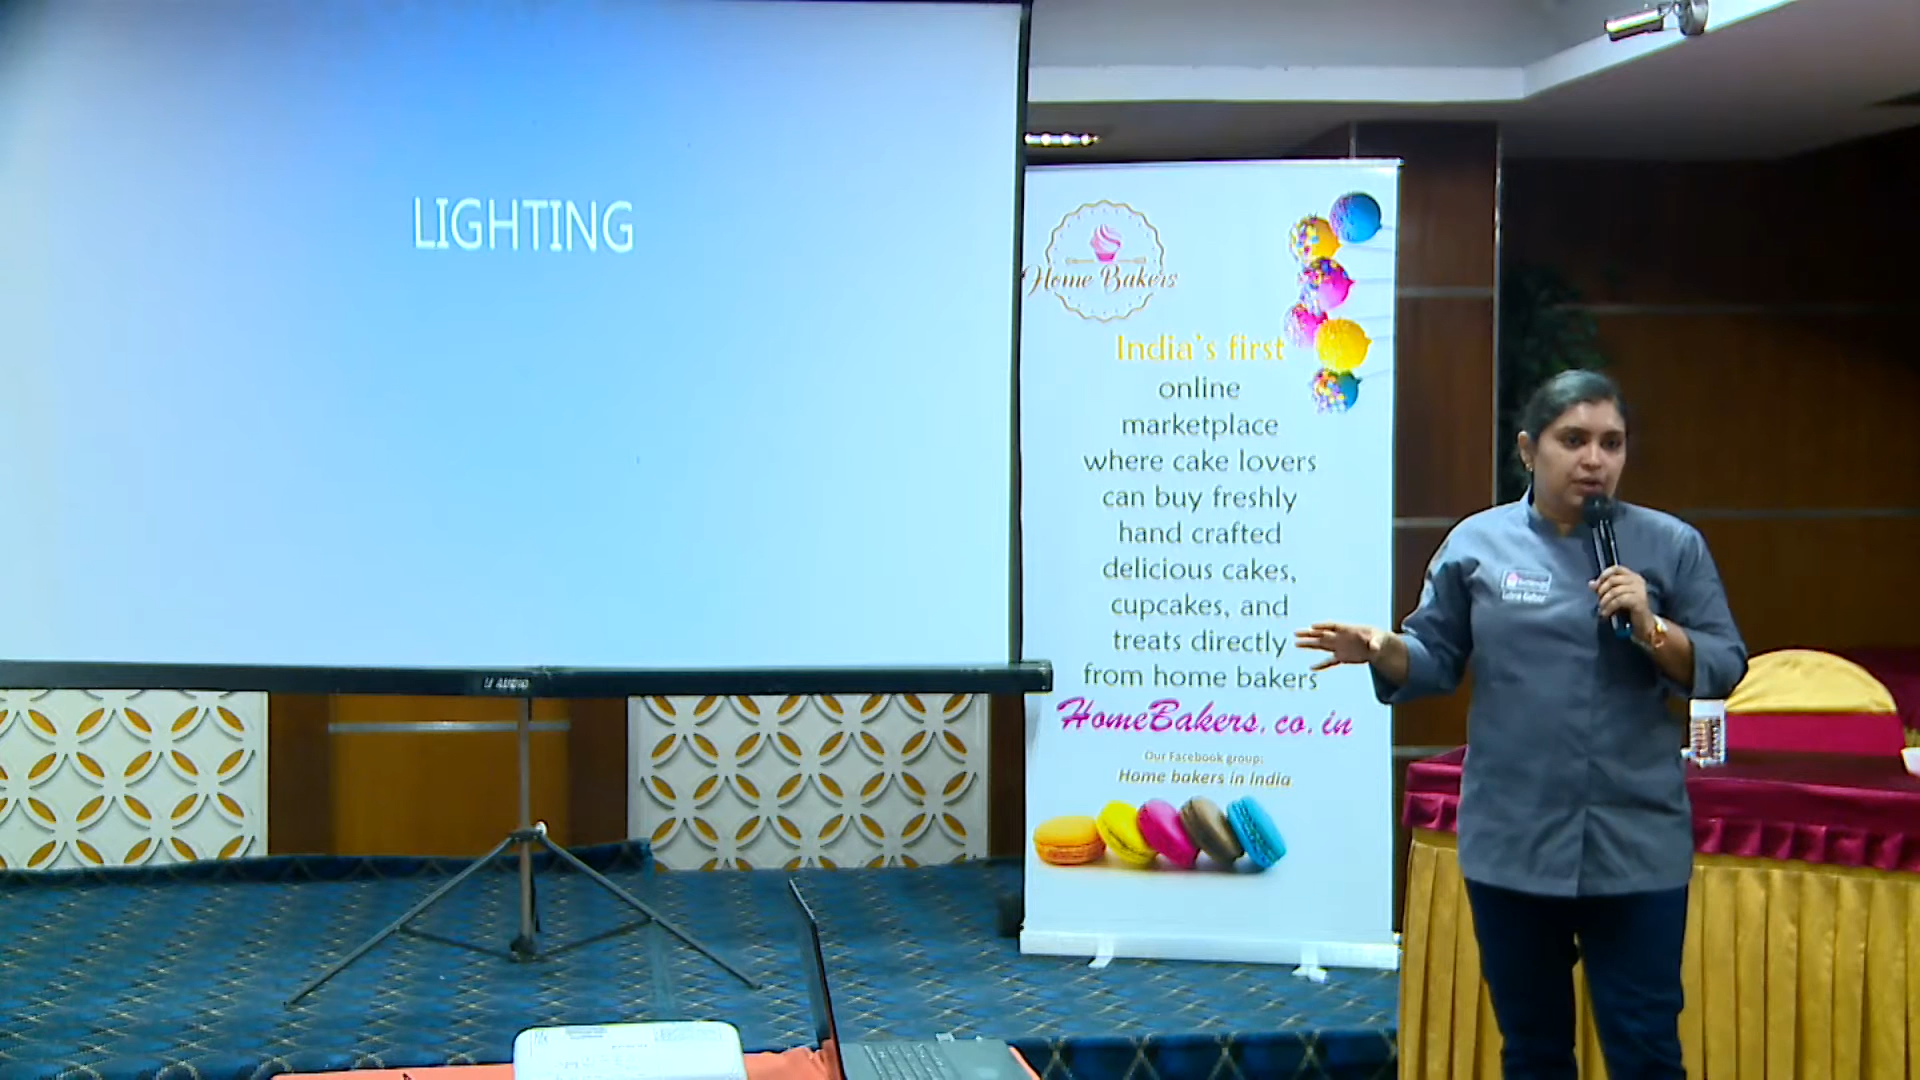 LIGHTING
Home Bakers
India's first
online
marketplace
where cake lovers
can buy freshly
hand crafted
delicious cakes,
cupcakes, and
treats directly
from home bakers
HomeBakers.co.in
Our Facebook group:
Home bakers in India
AUDIO